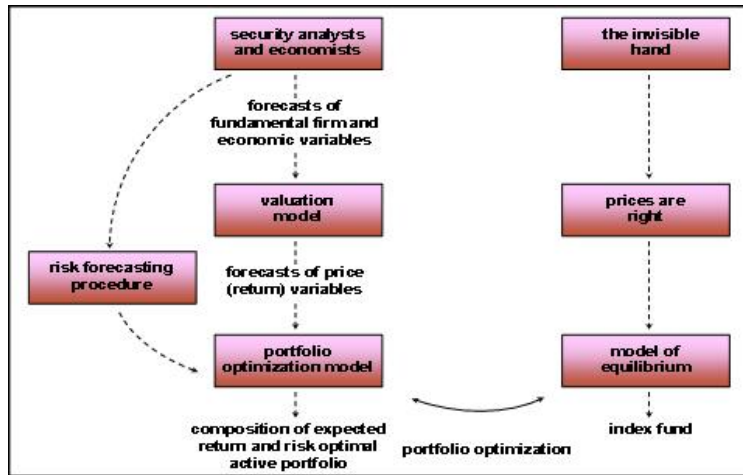 security analysts
and economists
the invisible
hand
forecasts of
fundamental firm and
economic variables
valuation
model
prices are
right
risk forecasting
procedure
forecasts of price
(return) variables
portfolio
optimization model
model of
equilibrium
composition of expected
return and risk optimal
active portfolio
portfolio optimization
index fund